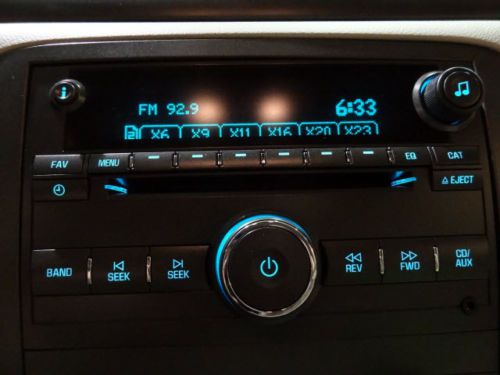 FM 92.9 6:33
X6 X9 X11 X16 X20 X23
FAV MENU EQ CAT
EJECT
BAND SEEK SEEK REV FWD CD/AUX